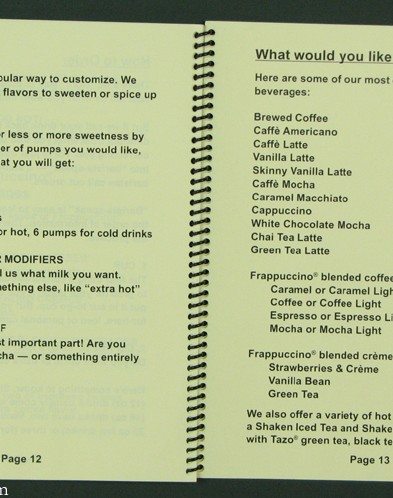 pular way to customize. We
flavors to sweeten or spice up
or less or more sweetness by
er of pumps you would like,
at you will get:
s
or hot, 6 pumps for cold drinks
R MODIFIERS
l us what milk you want.
mething else, like "extra hot"
F
st important part! Are you
cha — or something entirely
Page 12
What would you like
Here are some of our most
beverages:
Brewed Coffee
Caffè Americano
Caffè Latte
Vanilla Latte
Skinny Vanilla Latte
Caffè Mocha
Caramel Macchiato
Cappuccino
White Chocolate Mocha
Chai Tea Latte
Green Tea Latte
Frappuccino® blended coffee
Caramel or Caramel Ligh
Coffee or Coffee Light
Espresso or Espresso Li
Mocha or Mocha Light
Frappuccino® blended crème
Strawberries & Crème
Vanilla Bean
Green Tea
We also offer a variety of hot
a Shaken Iced Tea and Shake
with Tazo® green tea, black te
Page 13